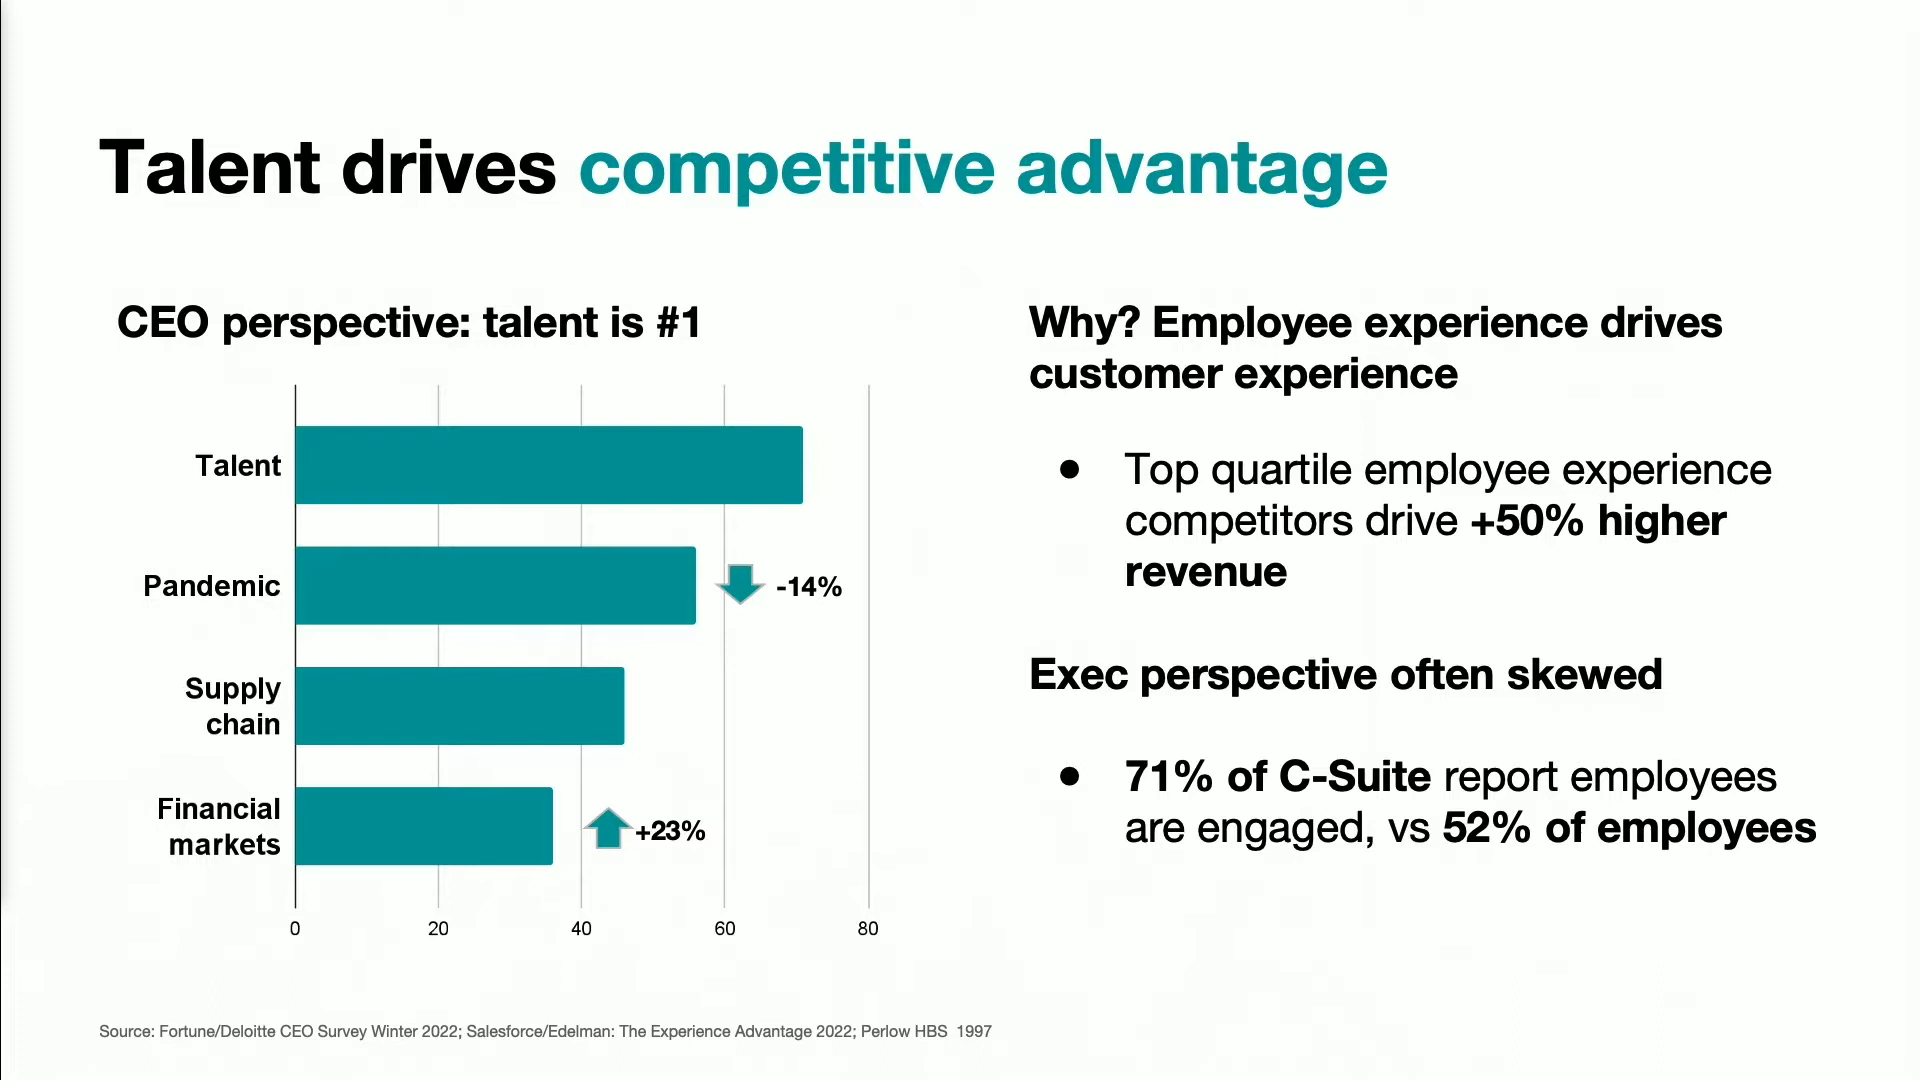 Talent drives competitive advantage
CEO perspective: talent is #1
Talent
Pandemic
-14%
Supply
chain
Financial
markets
+23%
0 20 40 60 80
Why? Employee experience drives
customer experience
● Top quartile employee experience
competitors drive +50% higher
revenue
Exec perspective often skewed
● 71% of C-Suite report employees
are engaged, vs 52% of employees
Source: Fortune/Deloitte CEO Survey Winter 2022; Salesforce/Edelman: The Experience Advantage 2022; Perlow HBS 1997